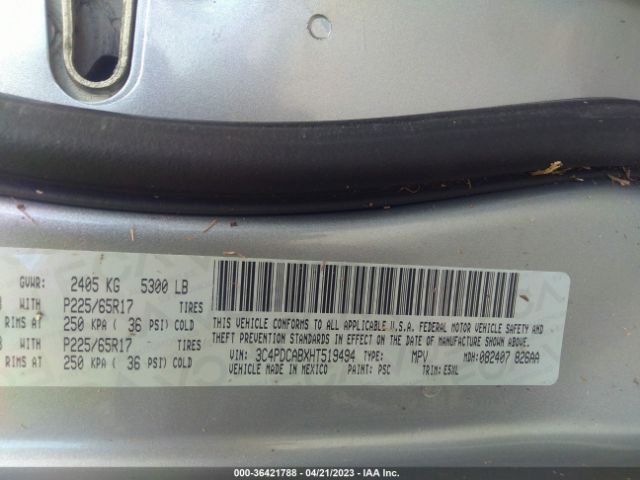 GVWR: 2405 KG 5300 LB
WITH P225/65R17 TIRES
RIMS AT 250 KPA ( 36 PSI) COLD
WITH P225/65R17 TIRES
RIMS AT 250 KPA ( 36 PSI) COLD
THIS VEHICLE CONFORMS TO ALL APPLICABLE U.S.A. FEDERAL MOTOR VEHICLE SAFETY AND
THEFT PREVENTION STANDARDS IN EFFECT ON THE DATE OF MANUFACTURE SHOWN ABOVE.
VIN: 3C4PDCABXHT519494 TYPE: MPV MDH: 082407 826AA
VEHICLE MADE IN MEXICO PAINT: PSC TRIM: E5XL
000-36421788 - 04/21/2023 - IAA Inc.